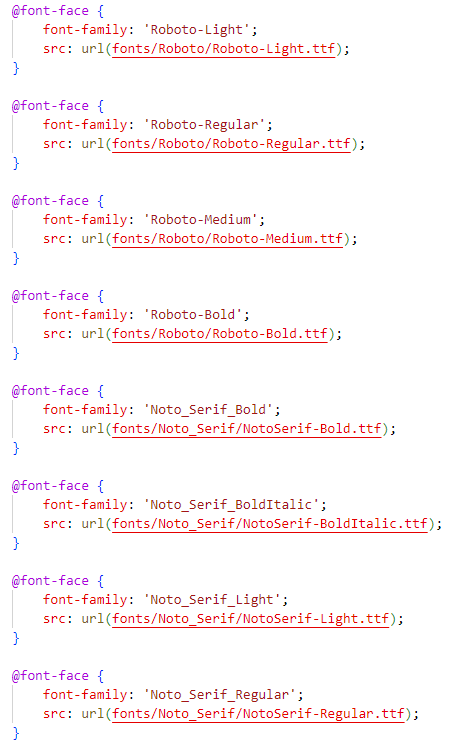 @font-face {
    font-family: 'Roboto-Light';
    src: url(fonts/Roboto/Roboto-Light.ttf);
}

@font-face {
    font-family: 'Roboto-Regular';
    src: url(fonts/Roboto/Roboto-Regular.ttf);
}

@font-face {
    font-family: 'Roboto-Medium';
    src: url(fonts/Roboto/Roboto-Medium.ttf);
}

@font-face {
    font-family: 'Roboto-Bold';
    src: url(fonts/Roboto/Roboto-Bold.ttf);
}

@font-face {
    font-family: 'Noto_Serif_Bold';
    src: url(fonts/Noto_Serif/NotoSerif-Bold.ttf);
}

@font-face {
    font-family: 'Noto_Serif_BoldItalic';
    src: url(fonts/Noto_Serif/NotoSerif-BoldItalic.ttf);
}

@font-face {
    font-family: 'Noto_Serif_Light';
    src: url(fonts/Noto_Serif/NotoSerif-Light.ttf);
}

@font-face {
    font-family: 'Noto_Serif_Regular';
    src: url(fonts/Noto_Serif/NotoSerif-Regular.ttf);
}